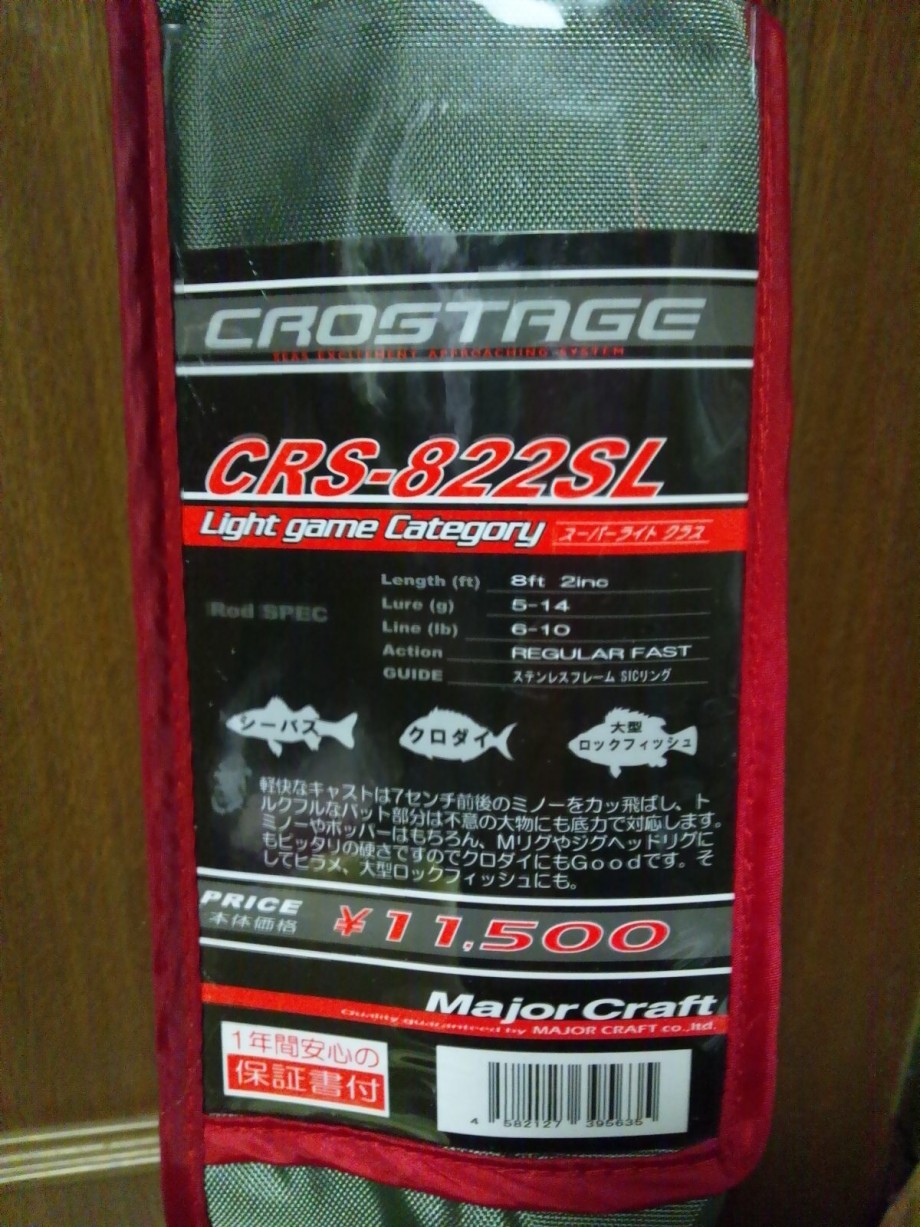 CROSTAGE
SEAS EXCITEMENT APPROACHING SYSTEM
CRS-822SL
Light game Category スーパーライト クラス
Rod SPEC
Length (ft) 8ft 2inc
Lure (g) 5-14
Line (lb) 6-10
Action REGULAR FAST
GUIDE ステンレスフレーム SICリング
シーバス
クロダイ
大型
ロックフィッシュ
軽快なキャストは7センチ前後のミノーをカッ飛ばし、ト
ルクフルなバット部分は不意の大物にも底力で対応します。
ミノーやポッパーはもちろん、Mリグやジグヘッドリグに
もピッタリの硬さですのでクロダイにもGoodです。そ
してヒラメ、大型ロックフィッシュにも。
PRICE
本体価格
¥11,500
Major Craft
Quality guaranteed by MAJOR CRAFT co.,ltd.
1年間安心の
保証書付
4 582127 395635